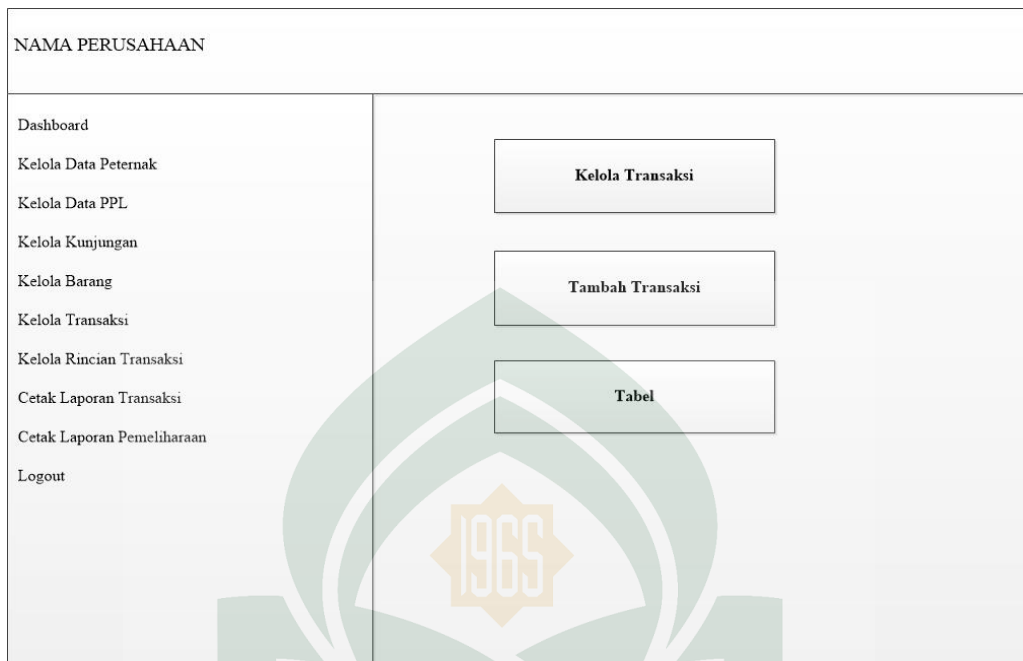 NAMA PERUSAHAAN
Dashboard
Kelola Data Peternak
Kelola Data PPL
Kelola Kunjungan
Kelola Barang
Kelola Transaksi
Kelola Rincian Transaksi
Cetak Laporan Transaksi
Cetak Laporan Pemeliharaan
Logout
Kelola Transaksi
Tambah Transaksi
Tabel
1965